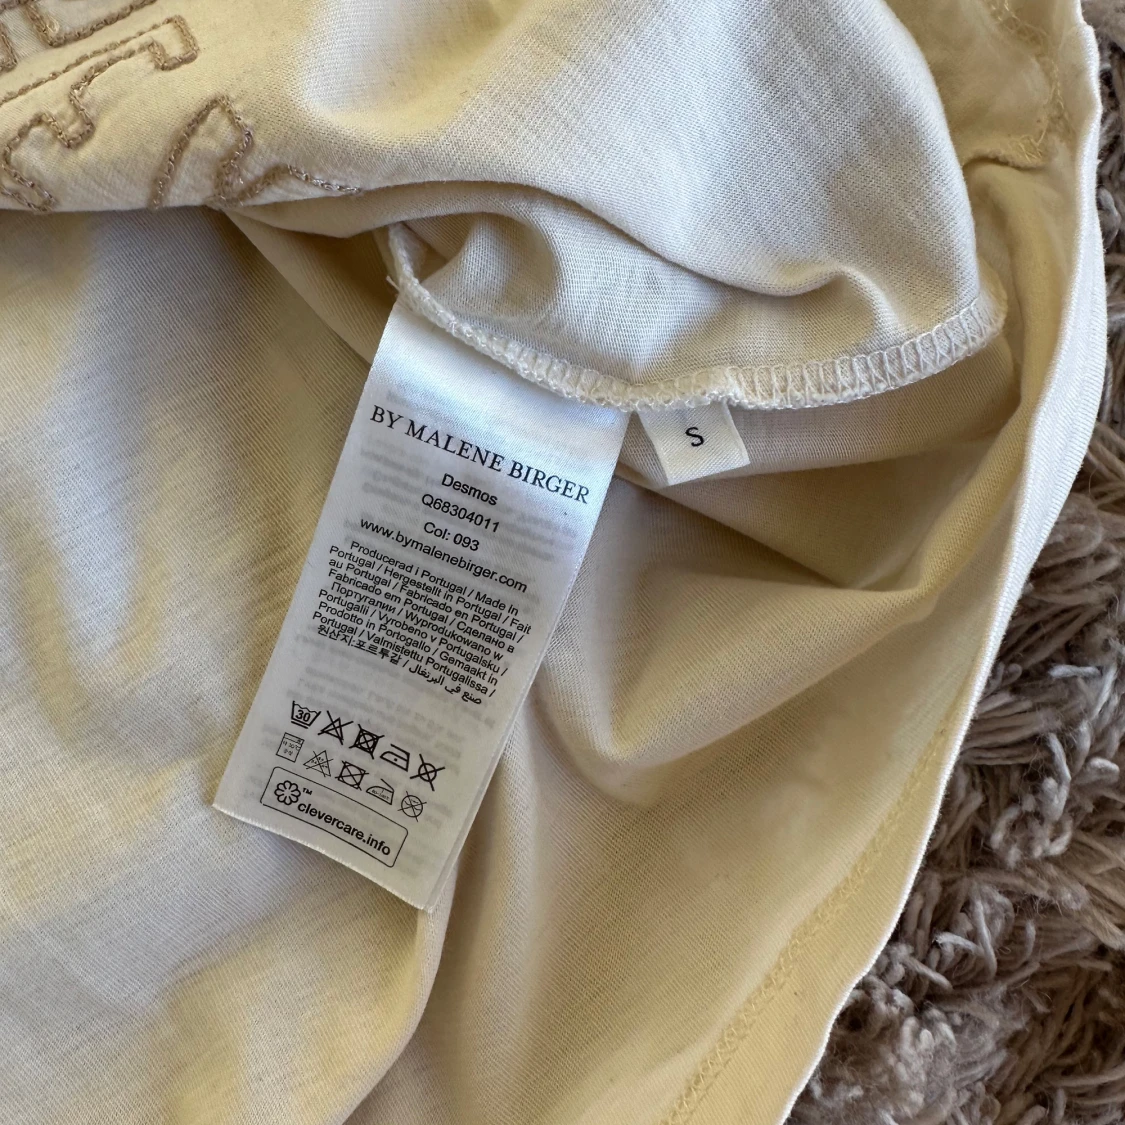 BY MALENE BIRGER
Desmos
Q68304011
Col: 093
www.bymalenebirger.com
Producerad i Portugal / Made in
Portugal / Hergestellt in Portugal / Fait
au Portugal / Fabricado en Portugal /
Fabricado em Portugal / Сделано в
Португалии / Wyprodukowano w
Portugalii / Vyrobeno v Portugalsku /
Prodotto in Portogallo / Gemaakt in
Portugal / Valmistettu Portugalissa /
원산지:포르투갈 / صنع في البرتغال
30
TM
clevercare.info
S